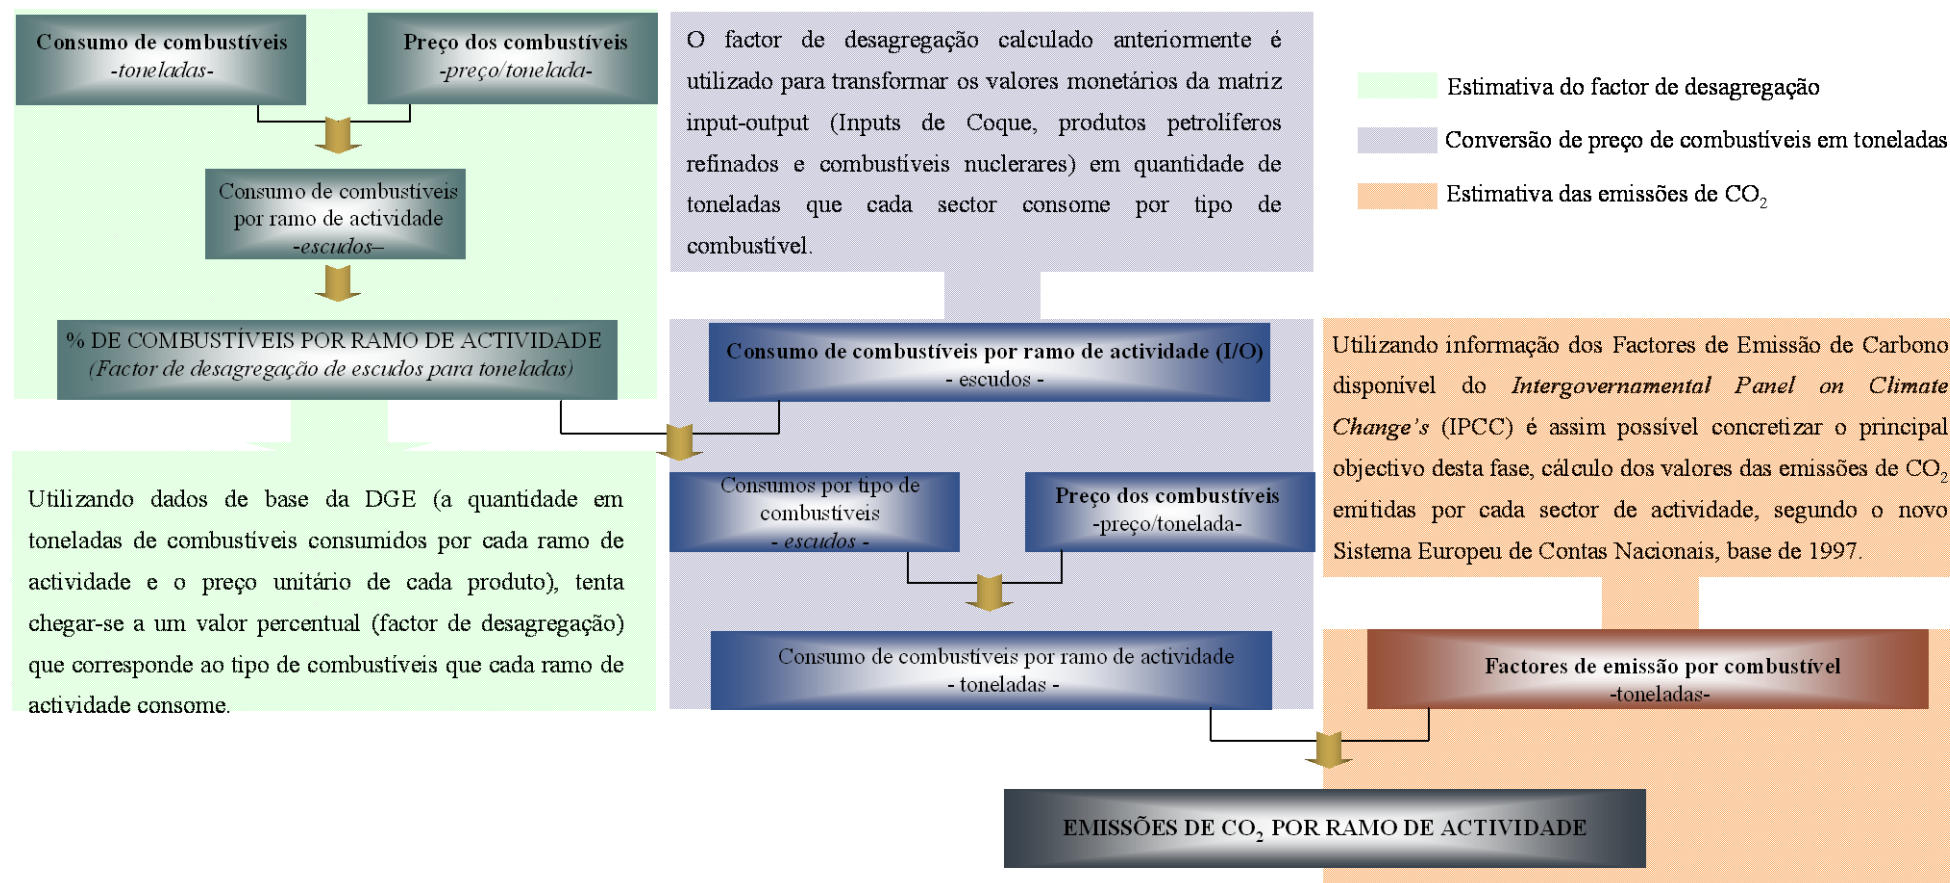 Consumo de combustíveis
-toneladas-
Preço dos combustíveis
-preço/tonelada-
Consumo de combustíveis
por ramo de actividade
-escudos–
% DE COMBUSTÍVEIS POR RAMO DE ACTIVIDADE
(Factor de desagregação de escudos para toneladas)
Utilizando dados de base da DGE (a quantidade em
toneladas de combustíveis consumidos por cada ramo de
actividade e o preço unitário de cada produto), tenta
chegar-se a um valor percentual (factor de desagregação)
que corresponde ao tipo de combustíveis que cada ramo de
actividade consome.
O factor de desagregação calculado anteriormente é
utilizado para transformar os valores monetários da matriz
input-output (Inputs de Coque, produtos petrolíferos
refinados e combustíveis nuclerares) em quantidade de
toneladas que cada sector consome por tipo de
combustível.
Consumo de combustíveis por ramo de actividade (I/O)
- escudos -
Consumos por tipo de
combustíveis
- escudos -
Preço dos combustíveis
-preço/tonelada-
Consumo de combustíveis por ramo de actividade
- toneladas -
Estimativa do factor de desagregação
Conversão de preço de combustíveis em toneladas
Estimativa das emissões de CO₂
Utilizando informação dos Factores de Emissão de Carbono
disponível do Intergovernamental Panel on Climate
Change's (IPCC) é assim possível concretizar o principal
objectivo desta fase, cálculo dos valores das emissões de CO₂
emitidas por cada sector de actividade, segundo o novo
Sistema Europeu de Contas Nacionais, base de 1997.
Factores de emissão por combustível
-toneladas-
EMISSÕES DE CO₂ POR RAMO DE ACTIVIDADE